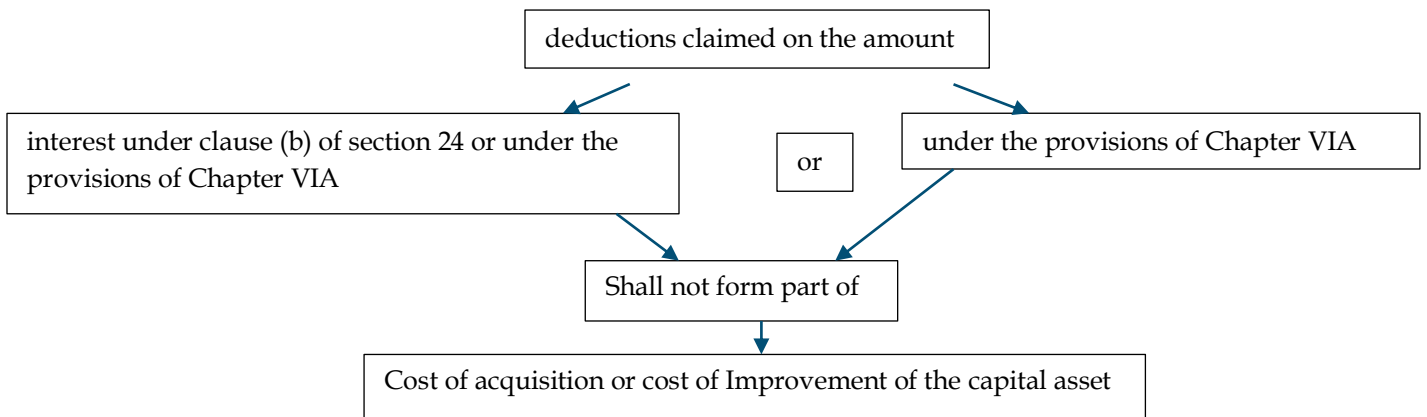 deductions claimed on the amount
interest under clause (b) of section 24 or under the
provisions of Chapter VIA
or
under the provisions of Chapter VIA
Shall not form part of
Cost of acquisition or cost of Improvement of the capital asset